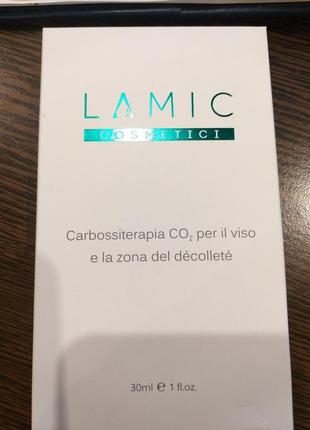 LAMIC
COSMETICI
Carbossiterapia CO₂ per il viso
e la zona del décolleté
30ml ℮ 1 fl.oz.